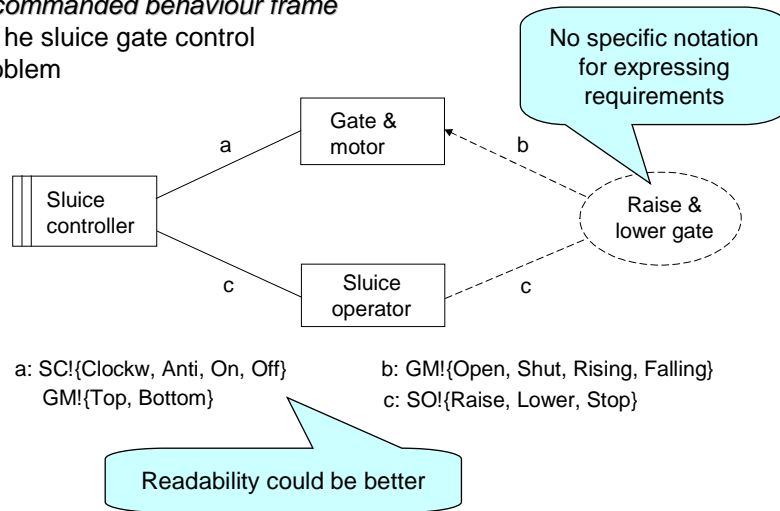 commanded behaviour frame
he sluice gate control
oblem
No specific notation
for expressing
requirements
Gate &
motor
a
b
Sluice
controller
Raise &
lower gate
c
Sluice
operator
c
a: SC!{Clockw, Anti, On, Off}
GM!{Top, Bottom}
b: GM!{Open, Shut, Rising, Falling}
c: SO!{Raise, Lower, Stop}
Readability could be better